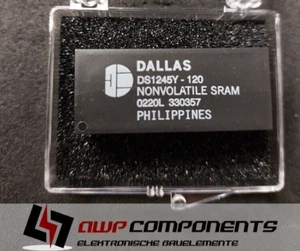 DALLAS
DS1245Y-120
NONVOLATILE SRAM
0220L 330357
PHILIPPINES
AWP COMPONENTS
ELEKTRONISCHE BAUELEMENTE